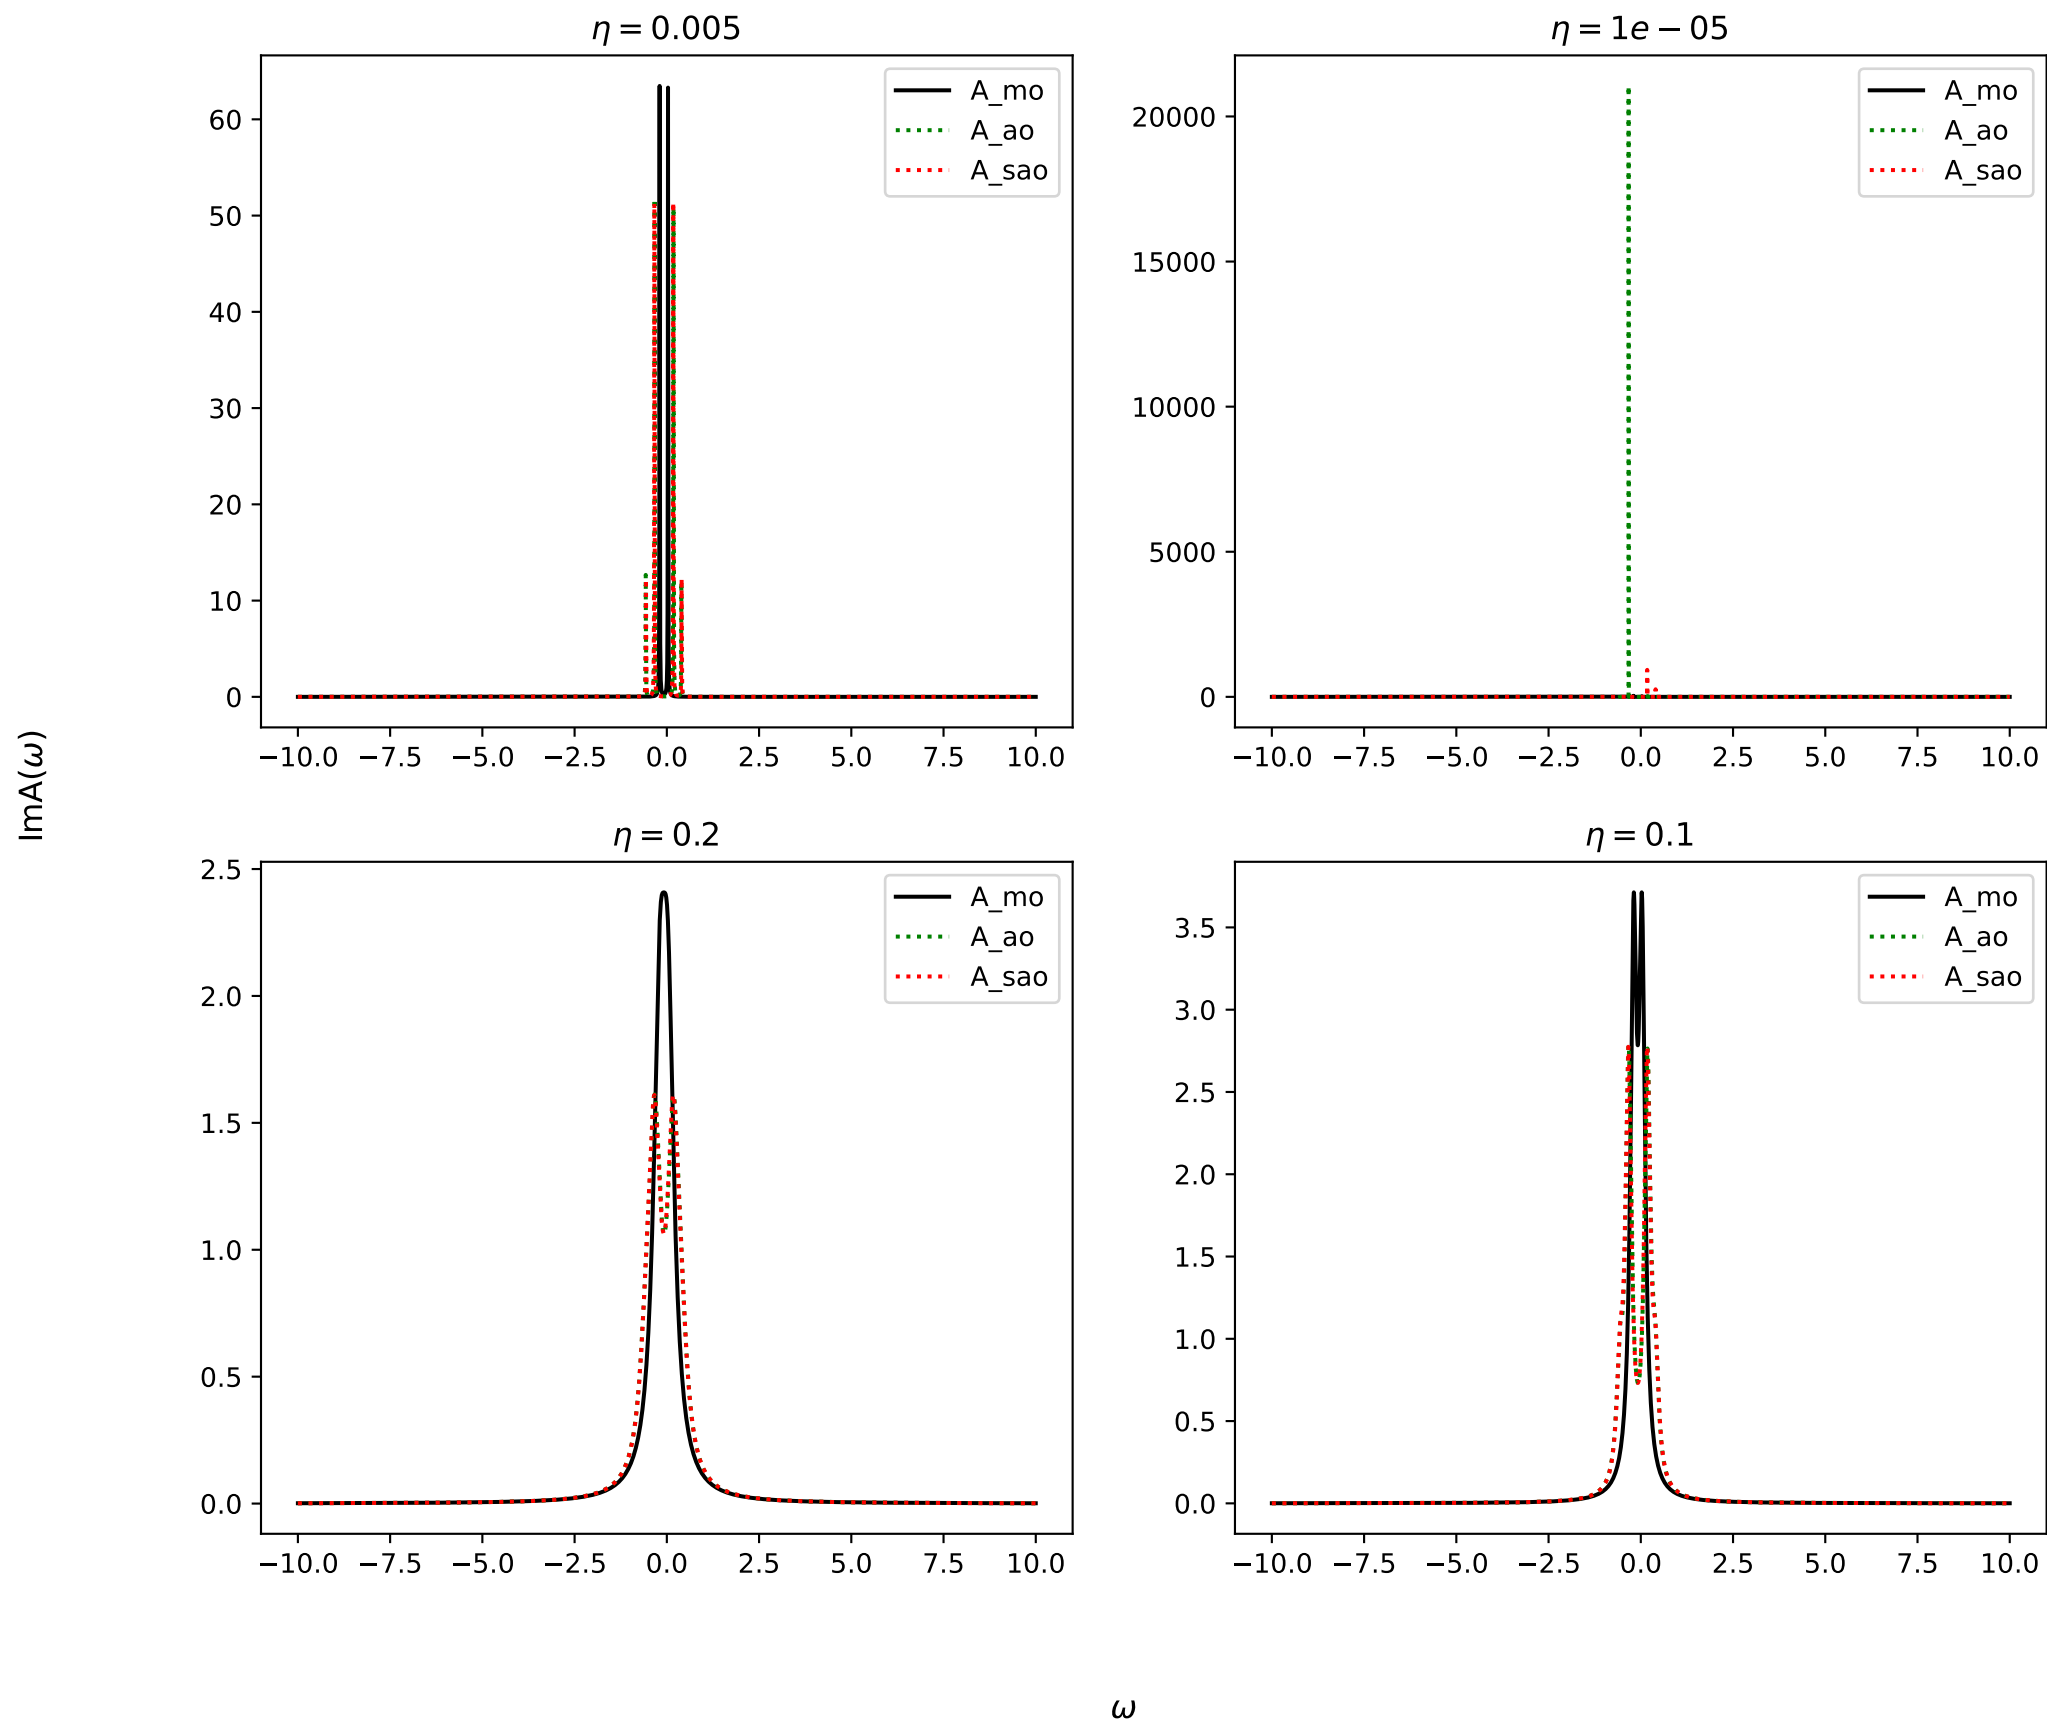 η = 0.005
60
50
40
30
20
10
0
−10.0 −7.5 −5.0 −2.5 0.0 2.5 5.0 7.5 10.0
A_mo
A_ao
A_sao
η = 1e − 05
20000
15000
10000
5000
0
−10.0 −7.5 −5.0 −2.5 0.0 2.5 5.0 7.5 10.0
A_mo
A_ao
A_sao
ImA(ω)
η = 0.2
2.5
2.0
1.5
1.0
0.5
0.0
−10.0 −7.5 −5.0 −2.5 0.0 2.5 5.0 7.5 10.0
A_mo
A_ao
A_sao
η = 0.1
3.5
3.0
2.5
2.0
1.5
1.0
0.5
0.0
−10.0 −7.5 −5.0 −2.5 0.0 2.5 5.0 7.5 10.0
A_mo
A_ao
A_sao
ω